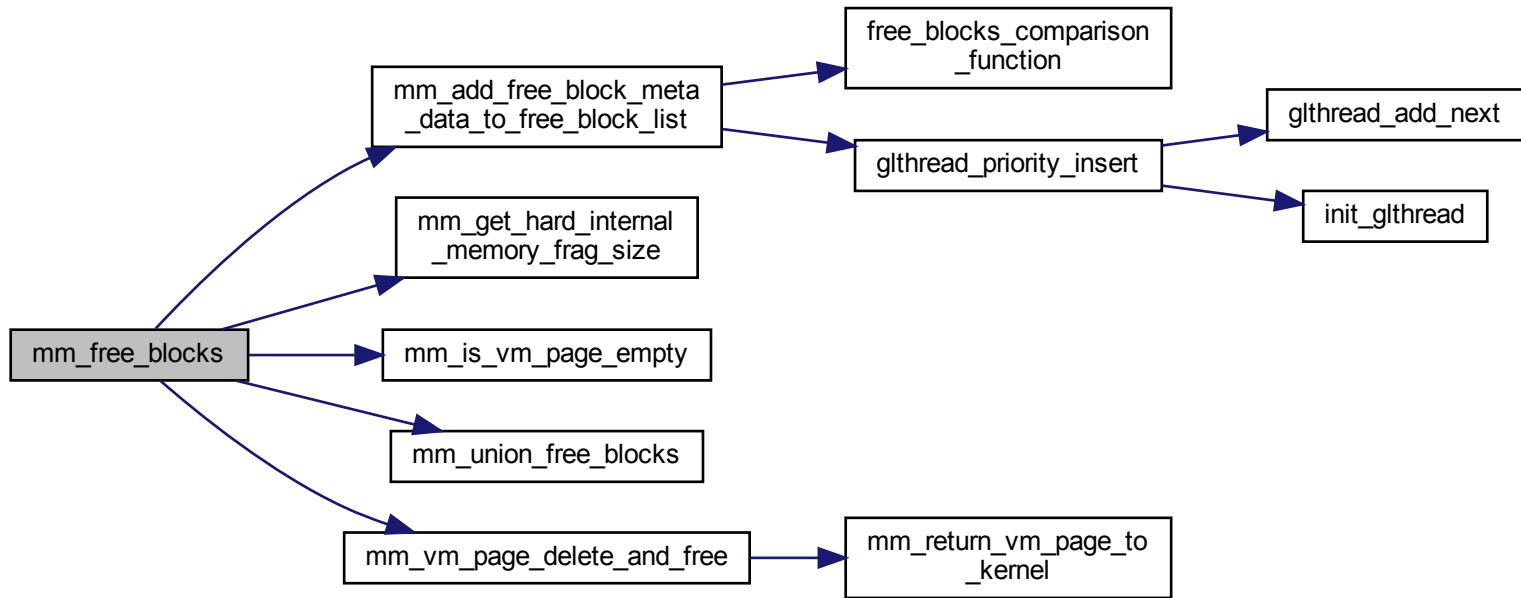 free_blocks_comparison
_function
mm_add_free_block_meta
_data_to_free_block_list
glthread_add_next
glthread_priority_insert
init_glthread
mm_get_hard_internal
_memory_frag_size
mm_free_blocks
mm_is_vm_page_empty
mm_union_free_blocks
mm_vm_page_delete_and_free
mm_return_vm_page_to
_kernel